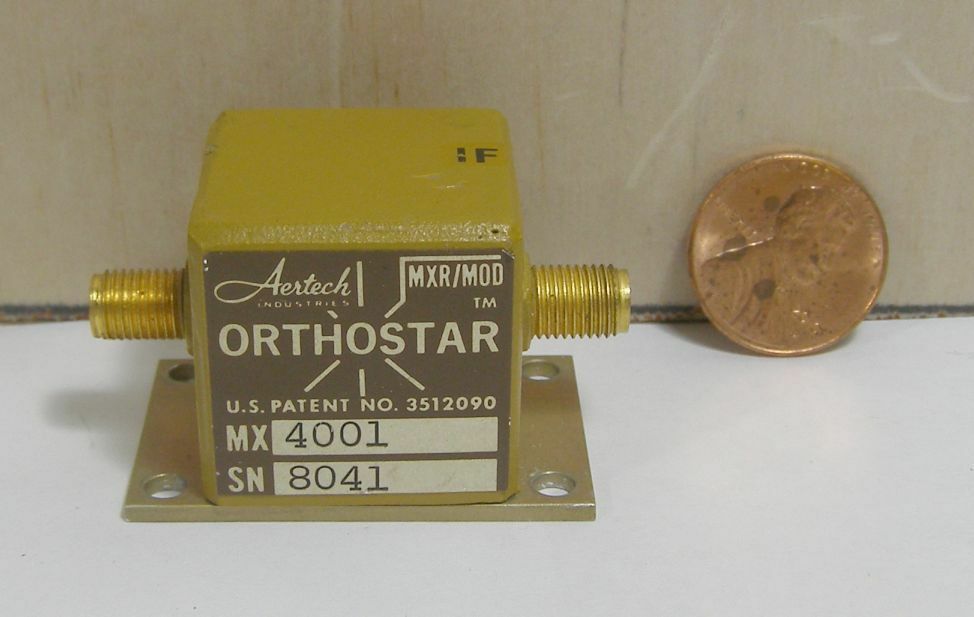 IF
Aertech
INDUSTRIES
MXR/MOD
TM
ORTHOSTAR
U.S. PATENT NO. 3512090
MX 4001
SN 8041